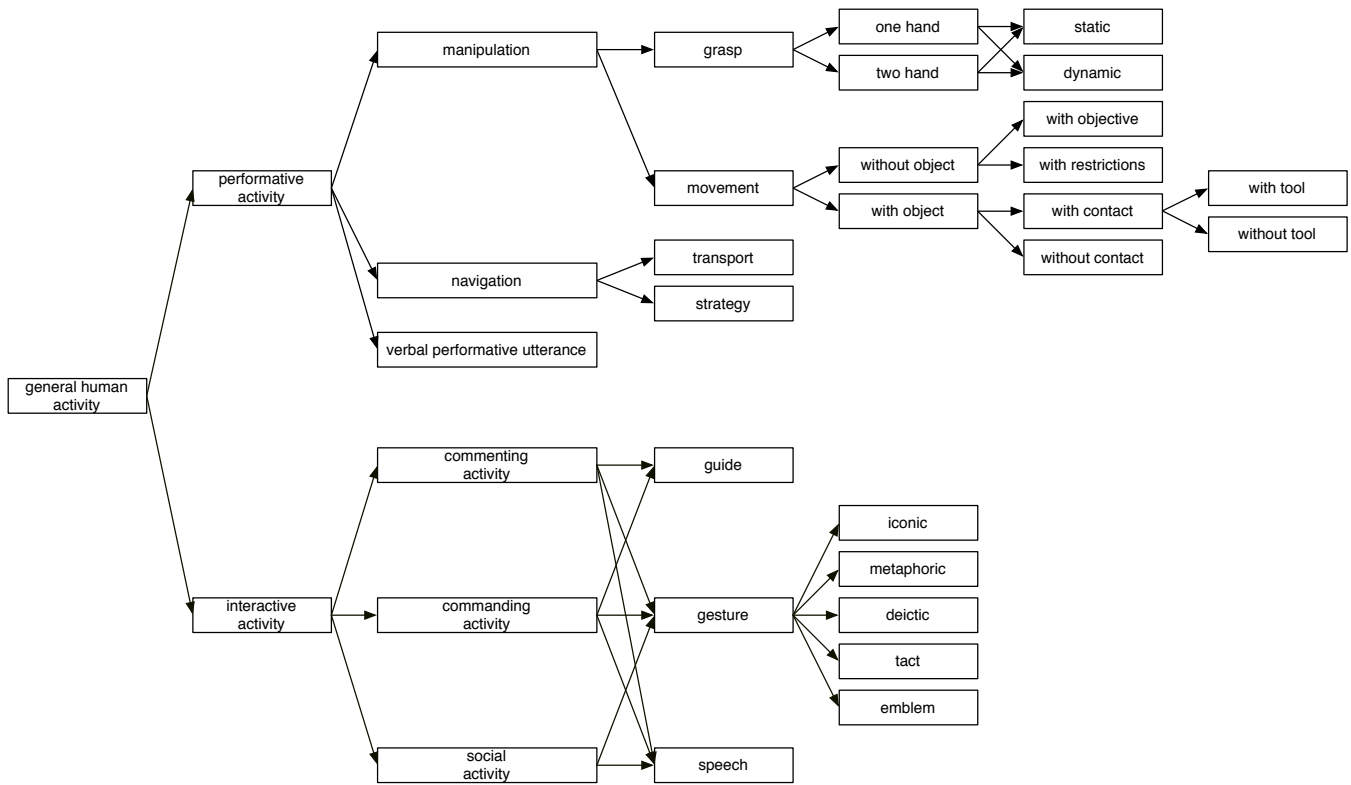 one hand
static
manipulation
grasp
two hand
dynamic
with objective
without object
with restrictions
performative
activity
movement
with tool
with object
with contact
without tool
transport
without contact
navigation
strategy
verbal performative utterance
general human
activity
commenting
activity
guide
iconic
metaphoric
interactive
activity
commanding
activity
gesture
deictic
tact
emblem
social
activity
speech